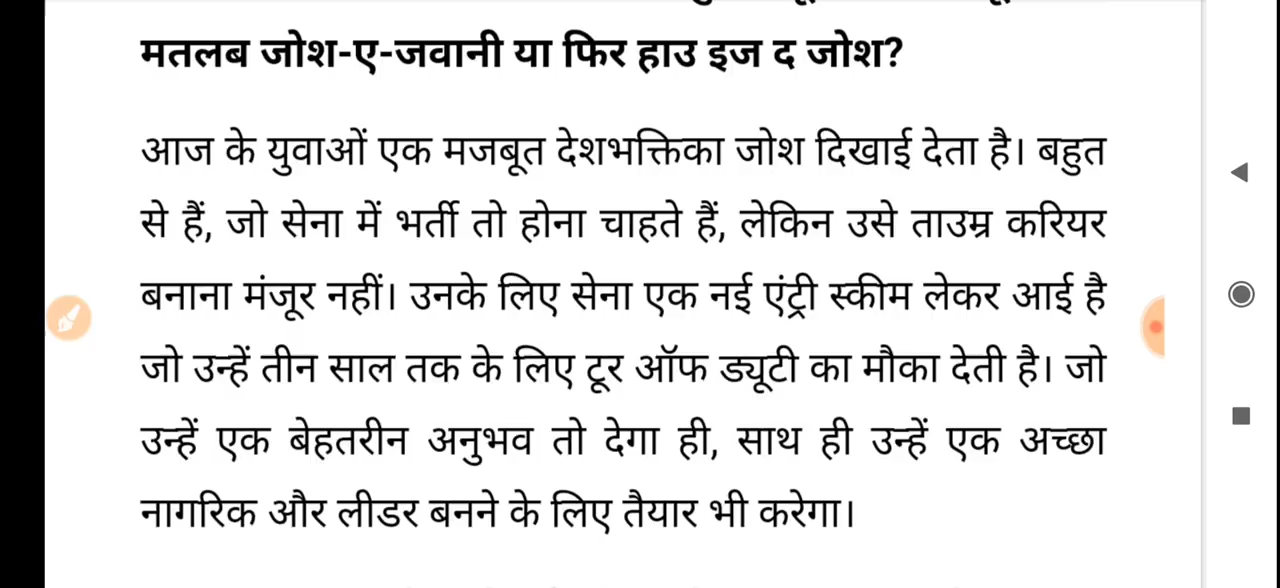 मतलब जोश-ए-जवानी या फिर हाउ इज द जोश?
आज के युवाओं एक मजबूत देशभक्तिका जोश दिखाई देता है। बहुत
से हैं, जो सेना में भर्ती तो होना चाहते हैं, लेकिन उसे ताउम्र करियर
बनाना मंजूर नहीं। उनके लिए सेना एक नई एंट्री स्कीम लेकर आई है
जो उन्हें तीन साल तक के लिए टूर ऑफ ड्यूटी का मौका देती है। जो
उन्हें एक बेहतरीन अनुभव तो देगा ही, साथ ही उन्हें एक अच्छा
नागरिक और लीडर बनने के लिए तैयार भी करेगा।